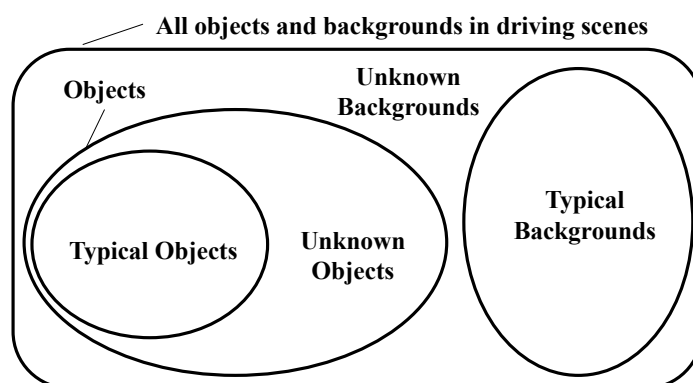 All objects and backgrounds in driving scenes
Objects
Unknown
Backgrounds
Typical Objects
Unknown
Objects
Typical
Backgrounds